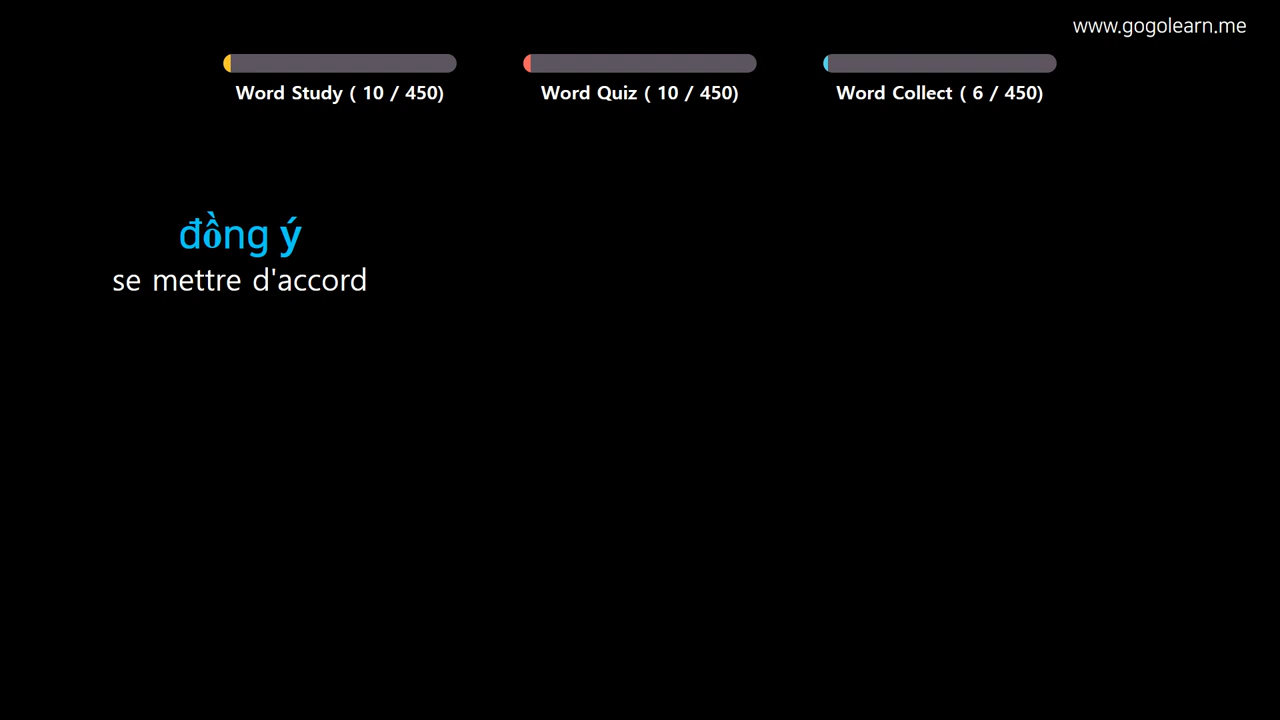 www.gogolearn.me
Word Study ( 10 / 450)
Word Quiz ( 10 / 450)
Word Collect ( 6 / 450)
đồng ý
se mettre d'accord